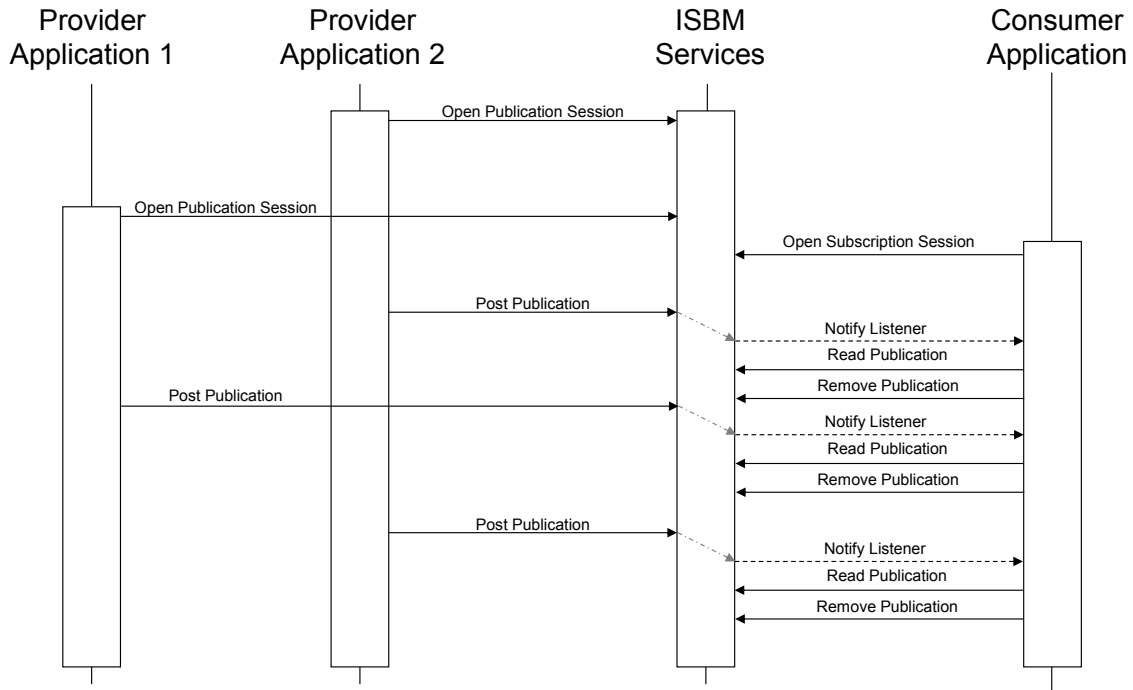 Provider
Application 1
Provider
Application 2
ISBM
Services
Consumer
Application
Open Publication Session
Open Publication Session
Open Subscription Session
Post Publication
Notify Listener
Read Publication
Remove Publication
Post Publication
Notify Listener
Read Publication
Remove Publication
Post Publication
Notify Listener
Read Publication
Remove Publication